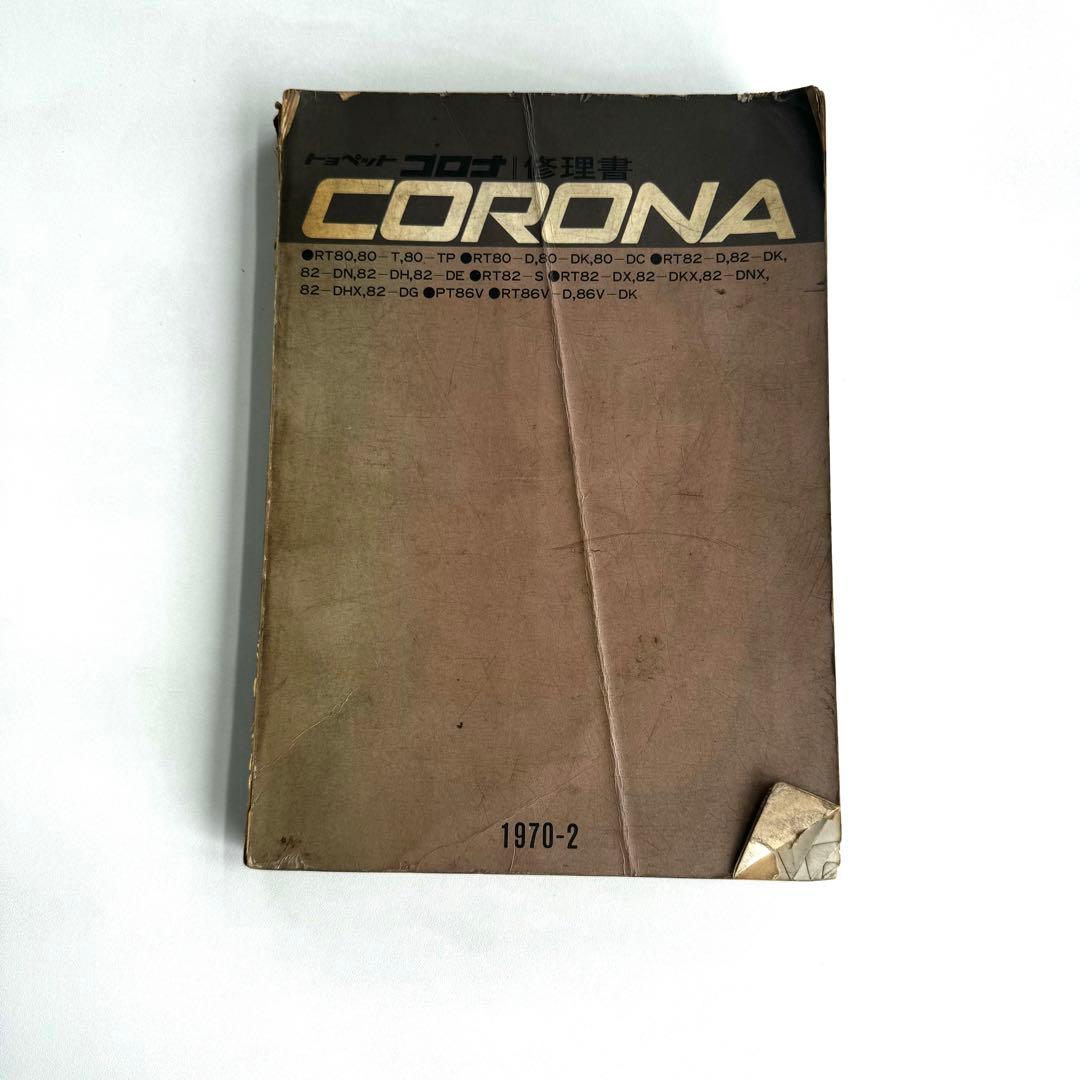 トヨペット コロナ 修理書
CORONA
●RT80,80-T,80-TP ●RT80-D,80-DK,80-DC ●RT82-D,82-DK,
82-DN,82-DH,82-DE ●RT82-S ●RT82-DX,82-DKX,82-DNX,
82-DHX,82-DG ●PT86V ●RT86V-D,86V-DK
1970-2